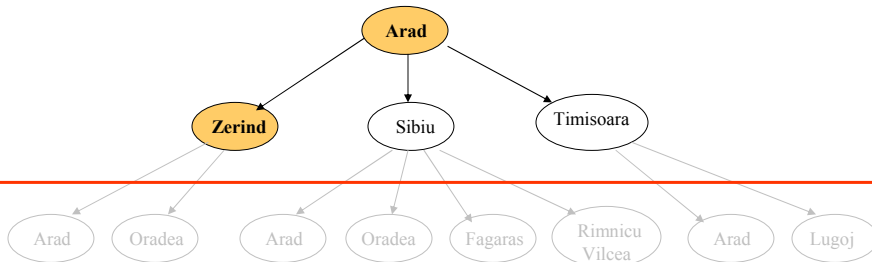 Arad
Zerind
Sibiu
Timisoara
Arad
Oradea
Arad
Oradea
Fagaras
Rimnicu
Vilcea
Arad
Lugoj